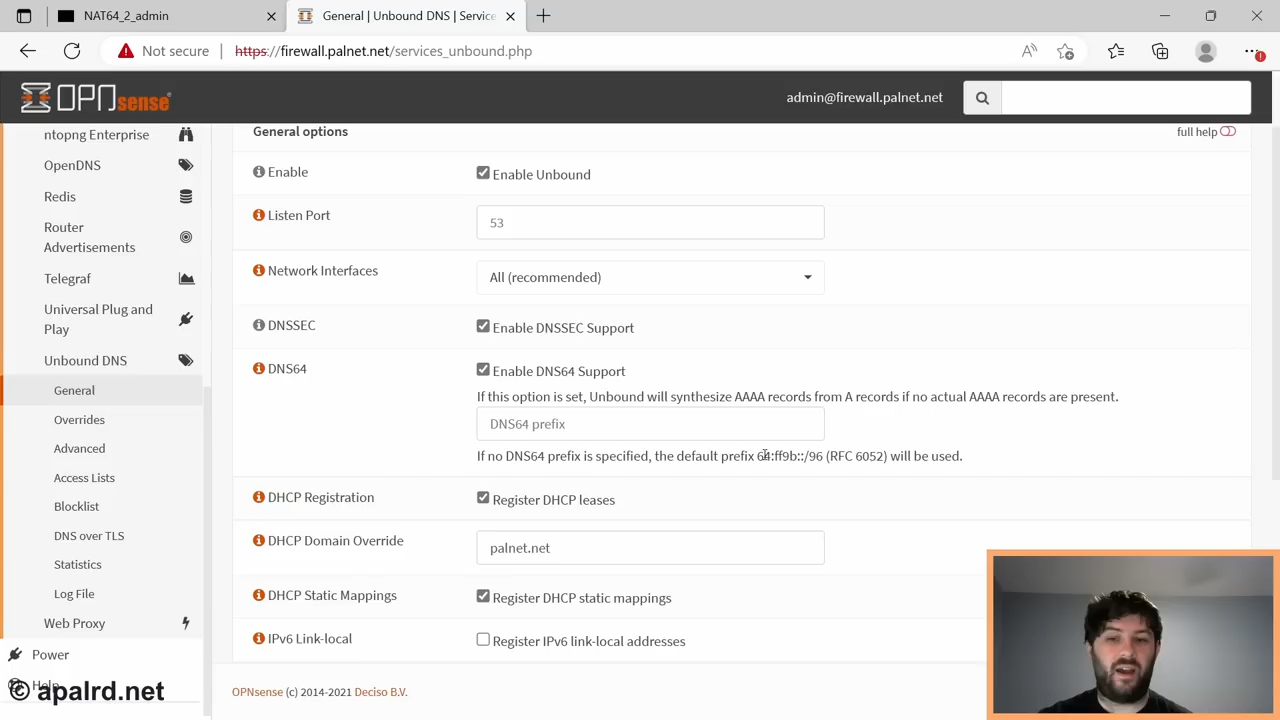 NAT64_2_admin
General | Unbound DNS | Service
Not secure
https://firewall.palnet.net/services_unbound.php
OPNsense
admin@firewall.palnet.net
ntopng Enterprise
OpenDNS
Redis
Router
Advertisements
Telegraf
Universal Plug and
Play
Unbound DNS
General
Overrides
Advanced
Access Lists
Blocklist
DNS over TLS
Statistics
Log File
Web Proxy
Power
Help
© apalrd.net
General options
full help
Enable
Enable Unbound
Listen Port
53
Network Interfaces
All (recommended)
DNSSEC
Enable DNSSEC Support
DNS64
Enable DNS64 Support
If this option is set, Unbound will synthesize AAAA records from A records if no actual AAAA records are present.
DNS64 prefix
If no DNS64 prefix is specified, the default prefix 64:ff9b::/96 (RFC 6052) will be used.
DHCP Registration
Register DHCP leases
DHCP Domain Override
palnet.net
DHCP Static Mappings
Register DHCP static mappings
IPv6 Link-local
Register IPv6 link-local addresses
OPNsense (c) 2014-2021 Deciso B.V.